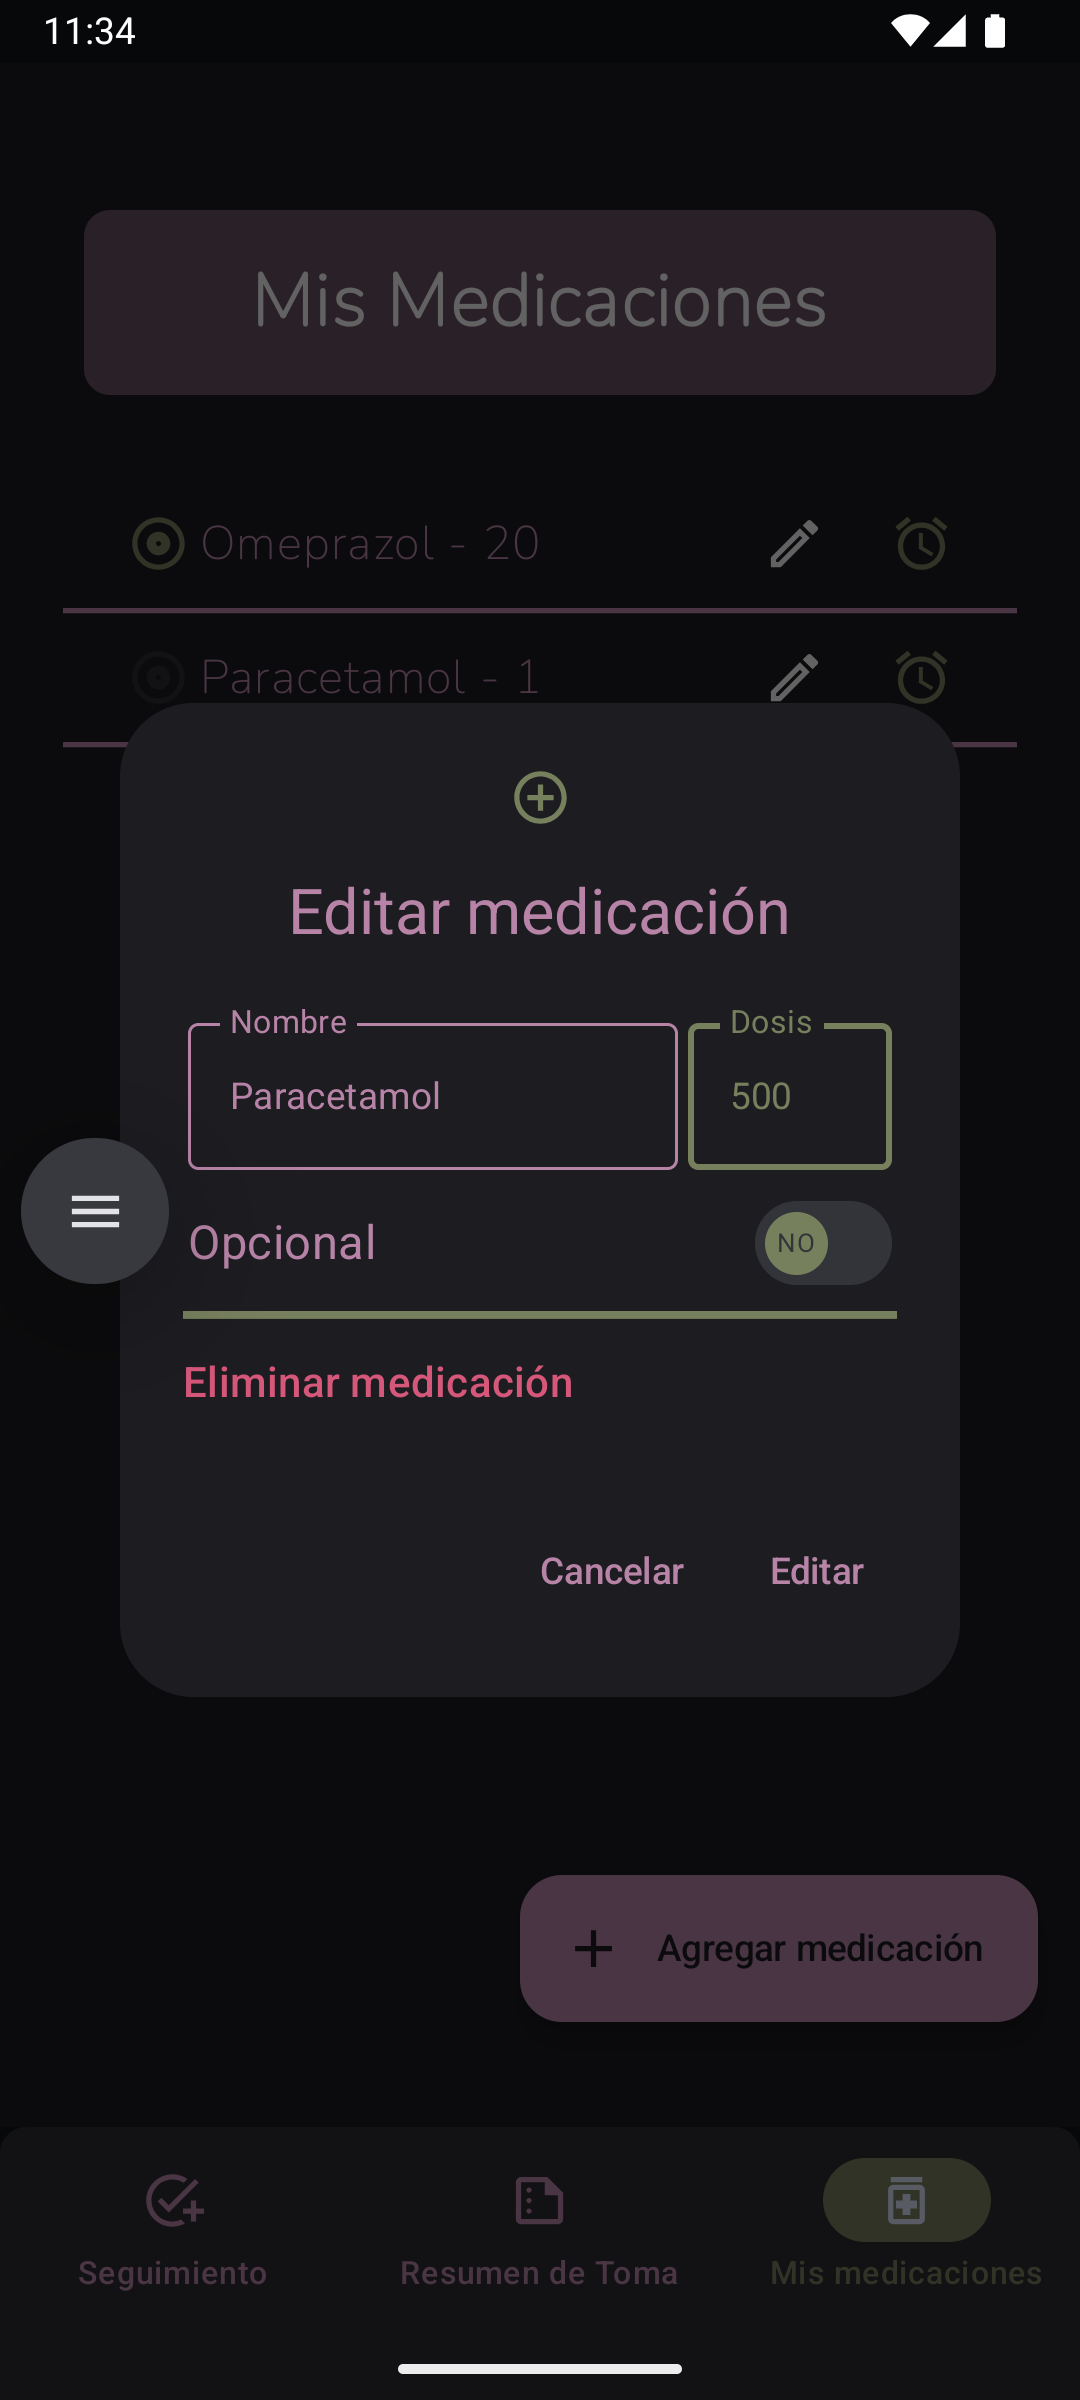 11:34
Mis Medicaciones
Omeprazol - 20
Paracetamol - 1
Editar medicación
Nombre
Dosis
Paracetamol
500
Opcional
NO
Eliminar medicación
Cancelar
Editar
Agregar medicación
Seguimiento
Resumen de Toma
Mis medicaciones